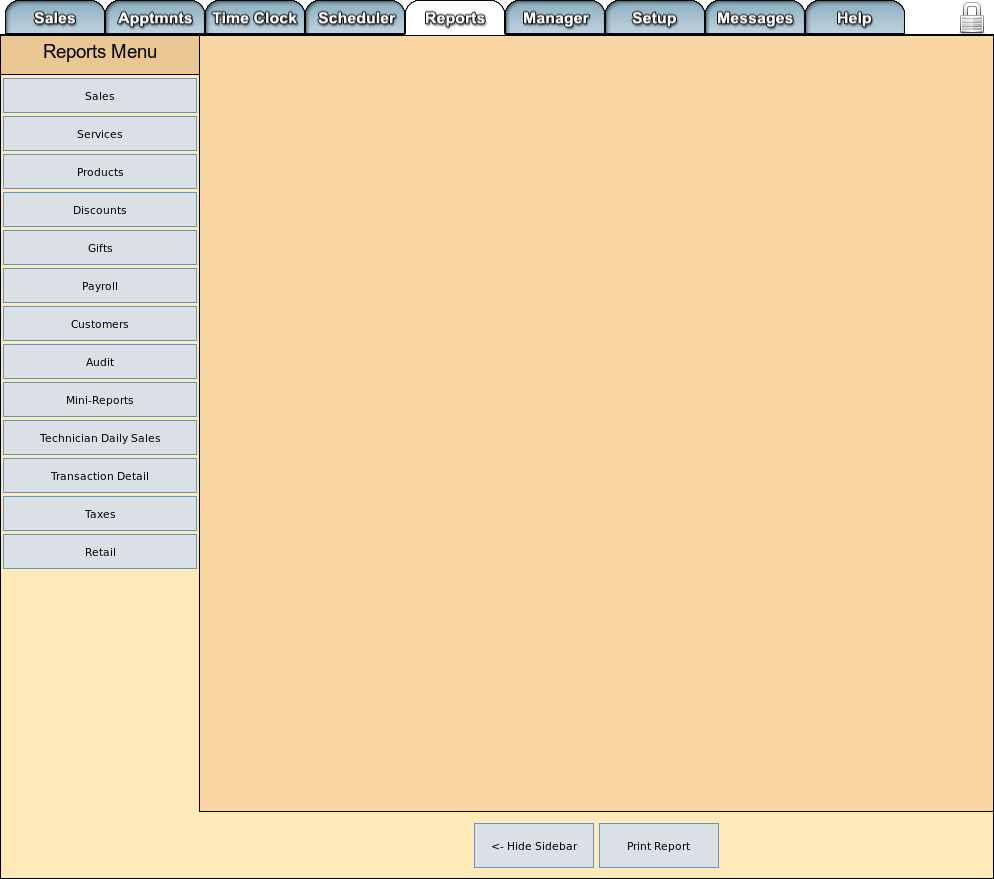 Sales
Apptmnts
Time Clock
Scheduler
Reports
Manager
Setup
Messages
Help
Reports Menu
Sales
Services
Products
Discounts
Gifts
Payroll
Customers
Audit
Mini-Reports
Technician Daily Sales
Transaction Detail
Taxes
Retail
<- Hide Sidebar
Print Report